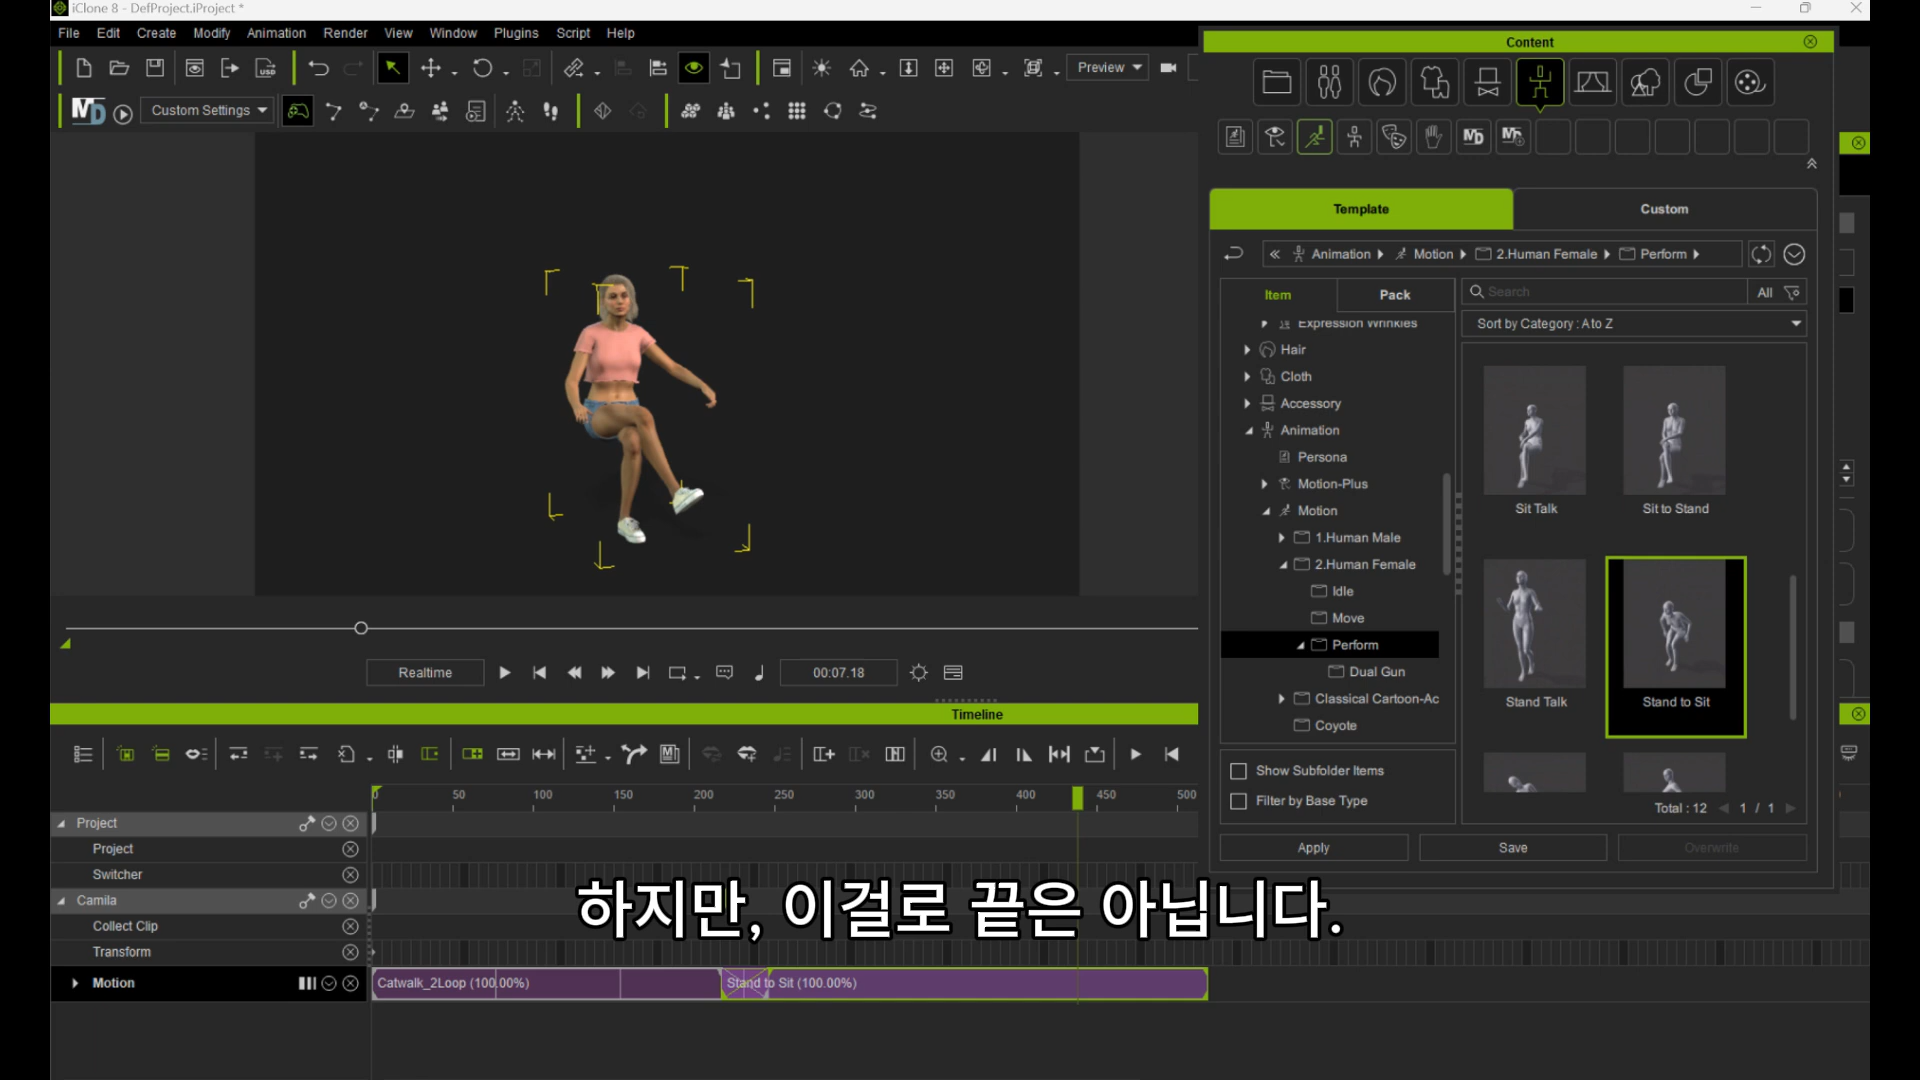 iClone 8 - DefProject.iProject *
File Edit Create Modify Animation Render View Window Plugins Script Help
Preview
MD Custom Settings
Content
MD
Template Custom
Animation Motion 2.Human Female Perform
Item Pack
Search
All
Sort by Category : A to Z
Expression Wrinkles
Hair
Cloth
Accessory
Animation
Persona
Motion-Plus
Motion
1.Human Male
2.Human Female
Idle
Move
Perform
Dual Gun
Classical Cartoon-Ac
Coyote
Sit Talk
Sit to Stand
Stand Talk
Stand to Sit
Show Subfolder Items
Filter by Base Type
Total : 12 1 / 1
Apply Save Overwrite
Realtime
00:07.18
Timeline
0 50 100 150 200 250 300 350 400 450 500
Project
Project
Switcher
Camila
Collect Clip
Transform
Motion
Catwalk_2Loop (100.00%)
Stand to Sit (100.00%)
하지만, 이걸로 끝은 아닙니다.